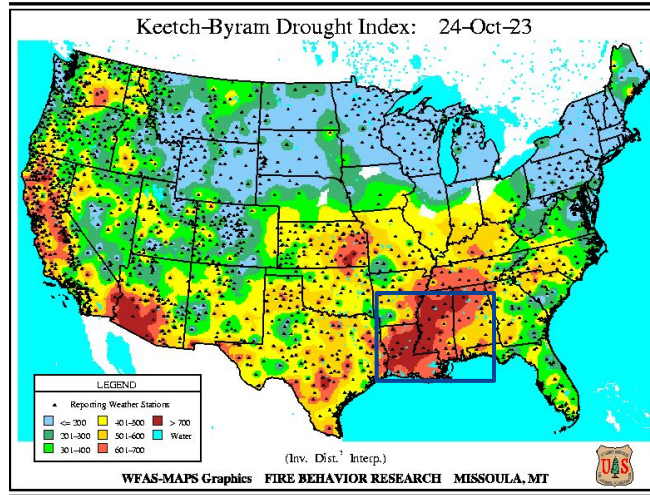 Keetch-Byram Drought Index: 24-Oct-23
LEGEND
Reporting Weather Stations
<= 200 401-500 > 700
201-300 501-600 Water
301-400 601-700
(Inv. Dist.² Interp.)
WFAS-MAPS Graphics FIRE BEHAVIOR RESEARCH MISSOULA, MT
U S